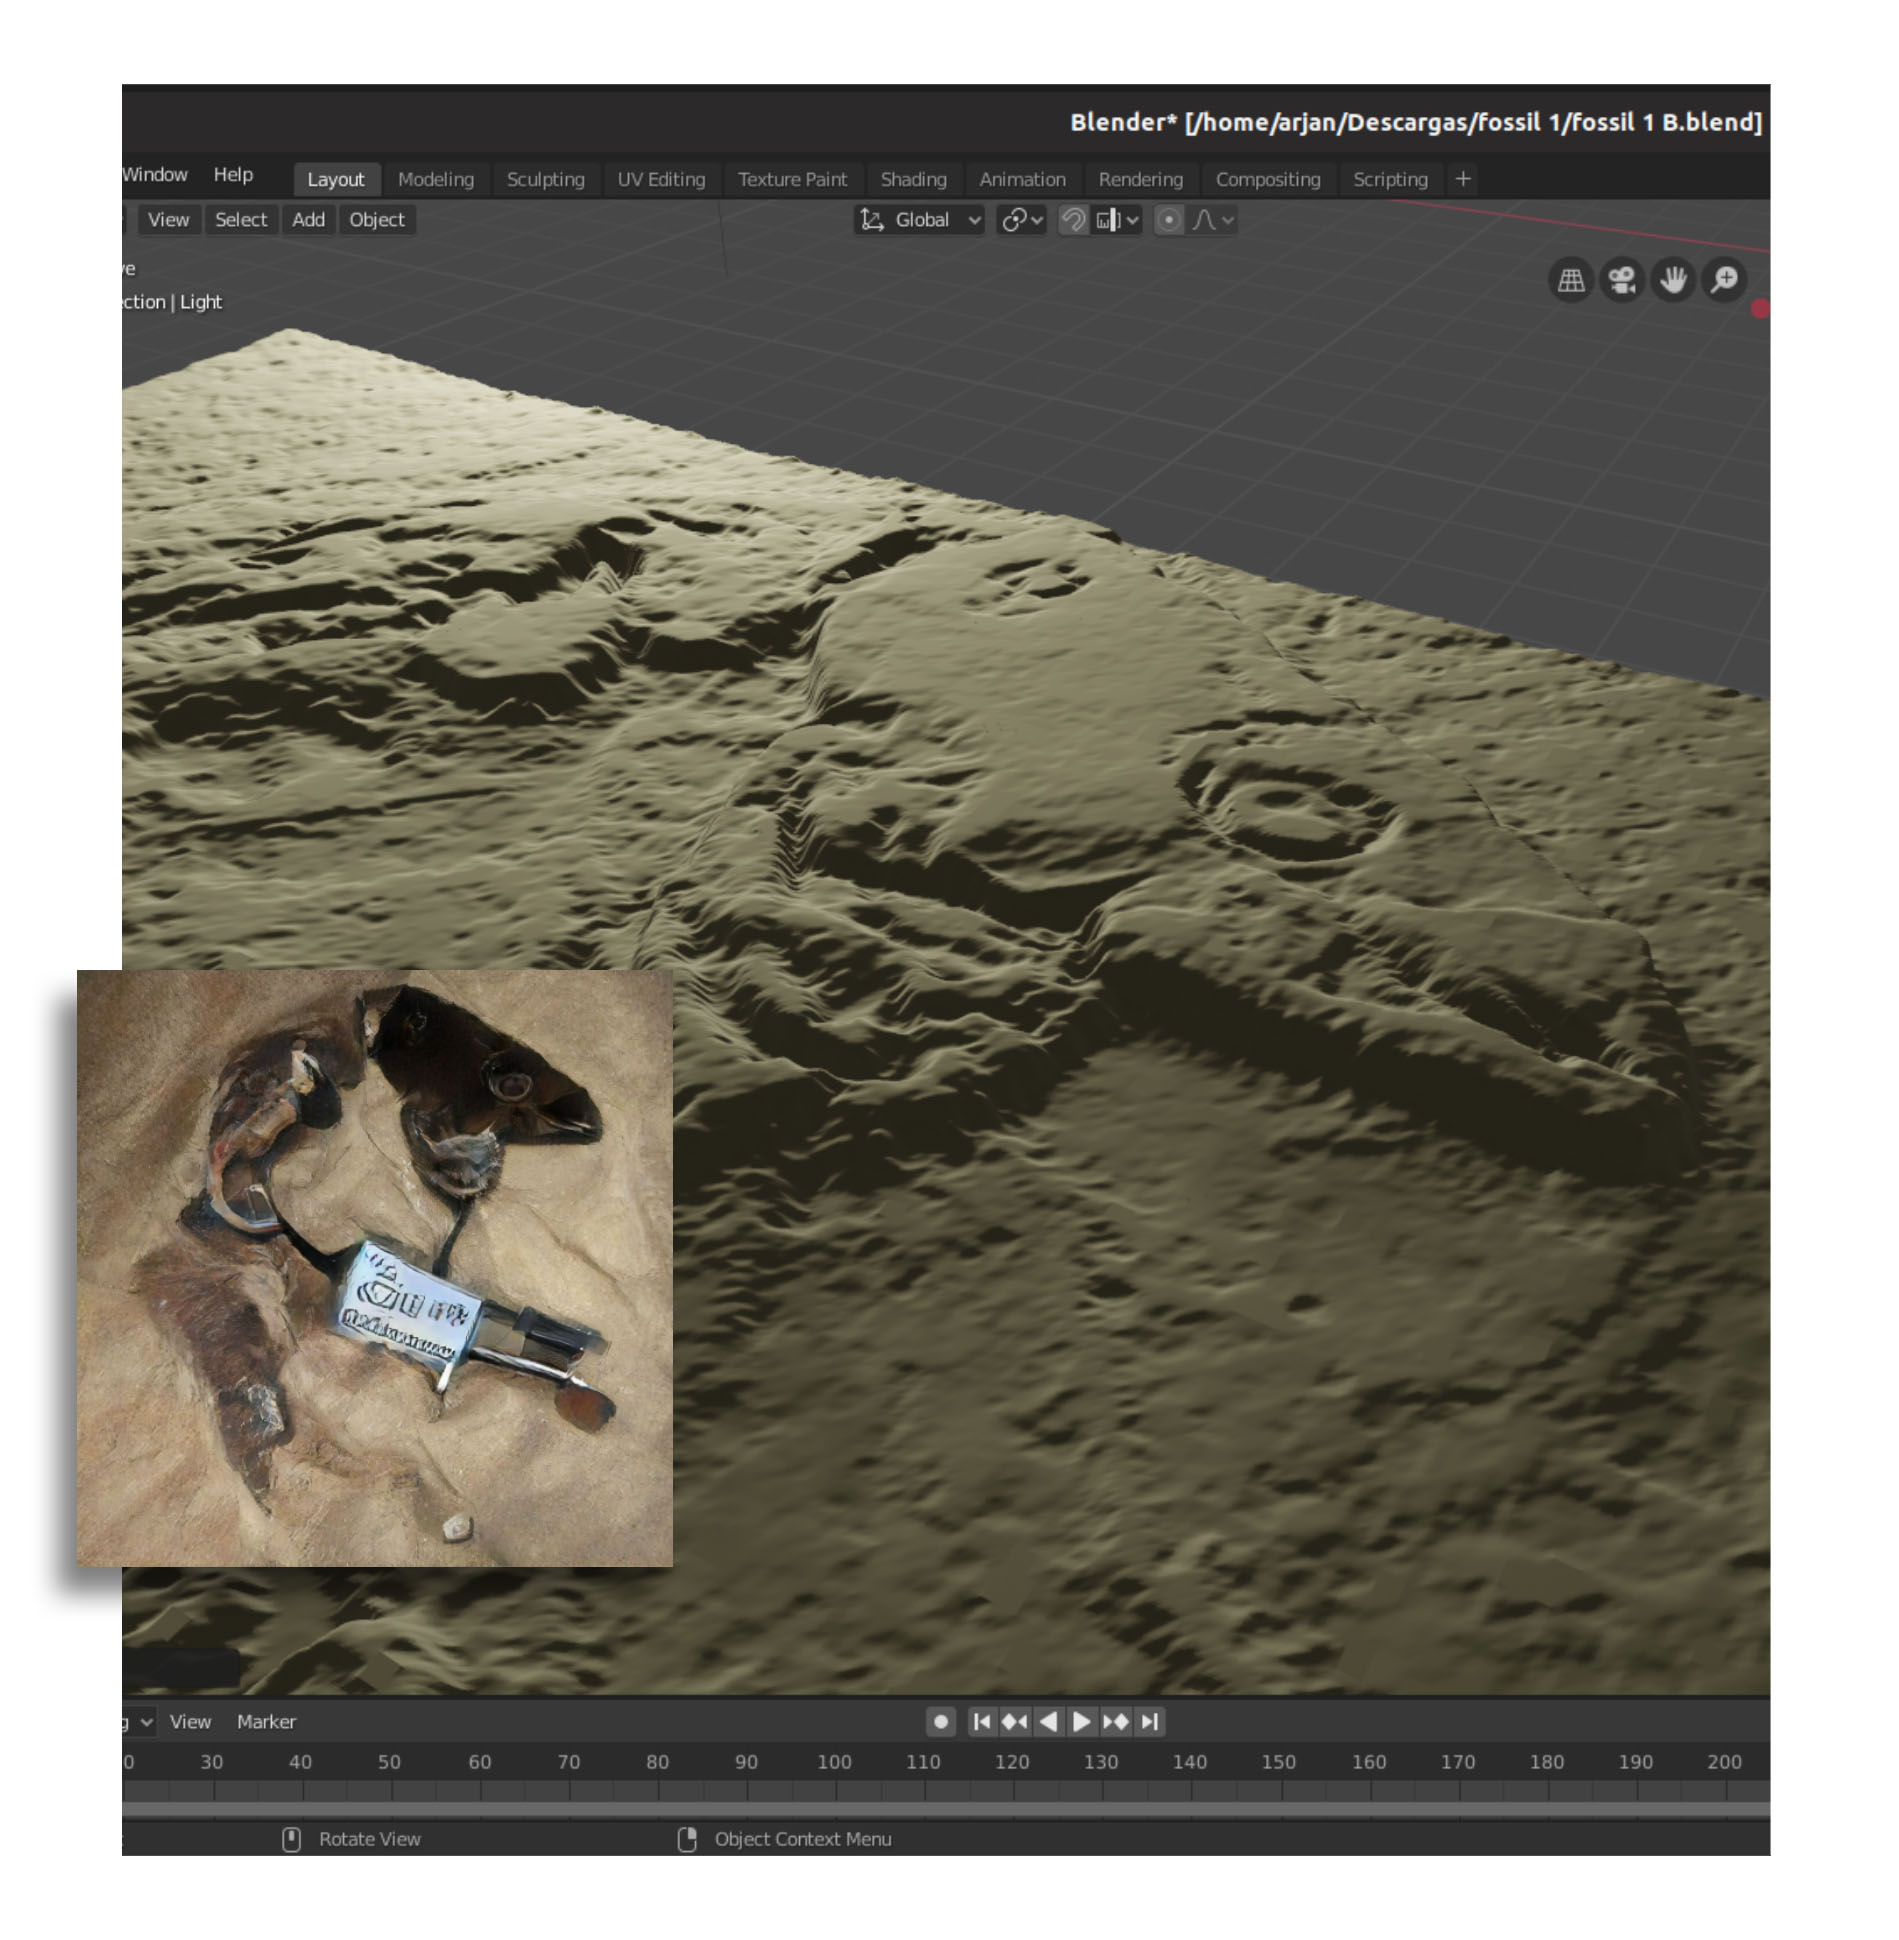 Blender* [/home/arjan/Descargas/fossil 1/fossil 1 B.blend]
Window Help Layout Modeling Sculpting UV Editing Texture Paint Shading Animation Rendering Compositing Scripting +
View Select Add Object Global
ve
ction | Light
g View Marker
0 30 40 50 60 70 80 90 100 110 120 130 140 150 160 170 180 190 200
Rotate View Object Context Menu